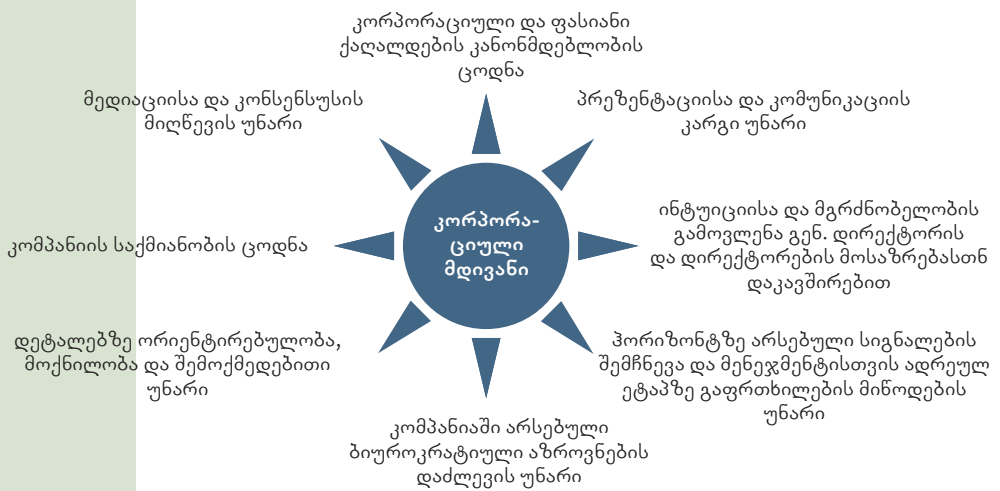 კორპორაციული და ფასიანი
ქაღალდების კანონმდებლობის
ცოდნა
მედიაციისა და კონსენსუსის
მიღწევის უნარი
პრეზენტაციისა და კომუნიკაციის
კარგი უნარი
კომპანიის საქმიანობის ცოდნა
კორპორა-
ციული
მდივანი
ინტუიციისა და მგრძნობელობის
გამოვლენა გენ. დირექტორის
და დირექტორების მოსაზრებასთნ
დაკავშირებით
დეტალებზე ორიენტირებულობა,
მოქნილობა და შემოქმედებითი
უნარი
ჰორიზონტზე არსებული სიგნალების
შემჩნევა და მენეჯმენტისთვის ადრეულ
ეტაპზე გაფრთხილების მიწოდების
უნარი
კომპანიაში არსებული
ბიუროკრატიული აზროვნების
დაძლევის უნარი